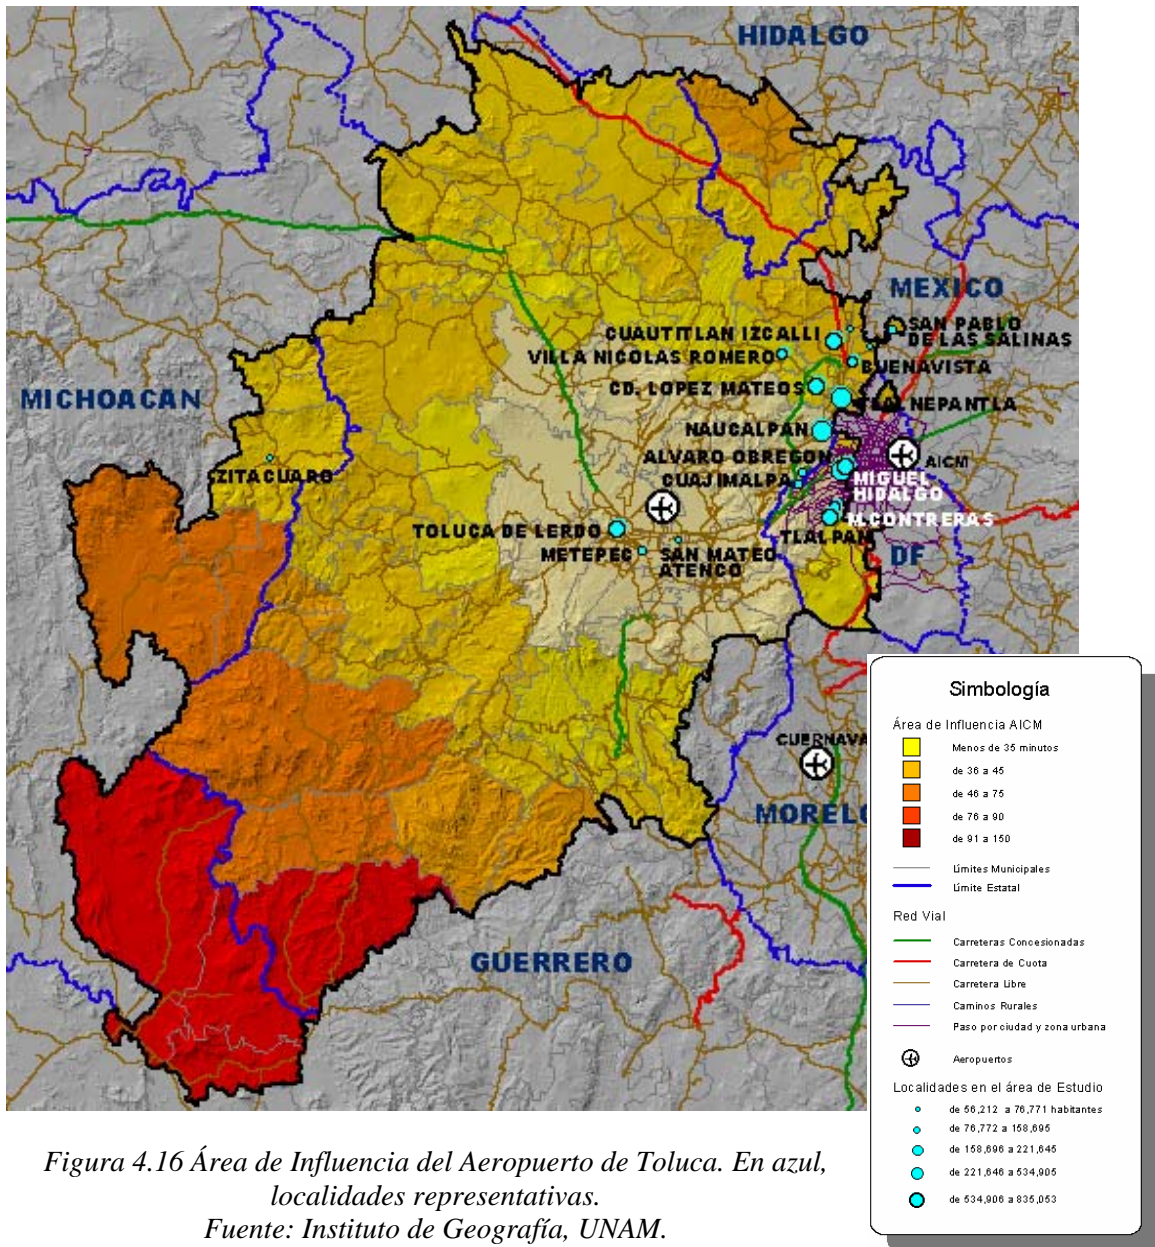 HIDALGO
MEXICO
SAN PABLO
DE LAS SALINAS
CUAUTITLAN IZCALLI
VILLA NICOLAS ROMERO
BUENAVISTA
CD. LOPEZ MATEOS
MICHOACAN
NEPANTLA
NAUCALPAN
ALVARO OBREGON
AICM
ZITACUARO
CUAJIMALPA
MIGUEL
HIDALGO
M.CONTRERAS
TOLUCA DE LERDO
TLALPAM
METEPEC
SAN MATEO
ATENCO
DF
CUERNAVA
MORELO
GUERRERO
Simbología
Área de Influencia AICM
Menos de 35 minutos
de 36 a 45
de 46 a 75
de 76 a 90
de 91 a 150
Límites Municipales
Límite Estatal
Red Vial
Carreteras Concesionadas
Carretera de Cuota
Carretera Libre
Caminos Rurales
Paso por ciudad y zona urbana
Aeropuertos
Localidades en el área de Estudio
de 56,212 a 76,771 habitantes
de 76,772 a 158,695
de 158,696 a 221,645
de 221,646 a 534,905
de 534,906 a 835,053
Figura 4.16 Área de Influencia del Aeropuerto de Toluca. En azul,
localidades representativas.
Fuente: Instituto de Geografía, UNAM.